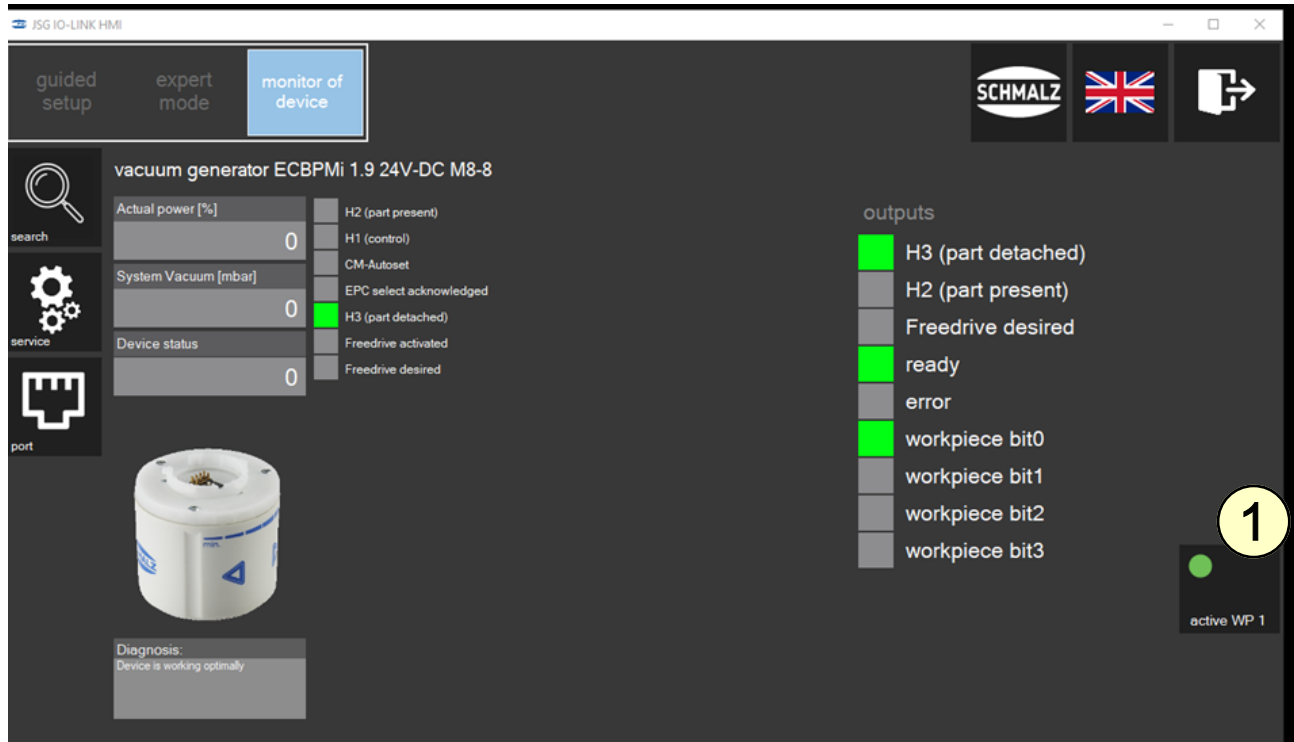 JSG IO-LINK HMI
guided
setup
expert
mode
monitor of
device
SCHMALZ
search
service
port
vacuum generator ECBPMi 1.9 24V-DC M8-8
Actual power [%]
0
System Vacuum [mbar]
0
Device status
0
H2 (part present)
H1 (control)
CM-Autoset
EPC select acknowledged
H3 (part detached)
Freedrive activated
Freedrive desired
SCHMALZ
min.
Diagnosis:
Device is working optimally
outputs
H3 (part detached)
H2 (part present)
Freedrive desired
ready
error
workpiece bit0
workpiece bit1
workpiece bit2
workpiece bit3
1
active WP 1